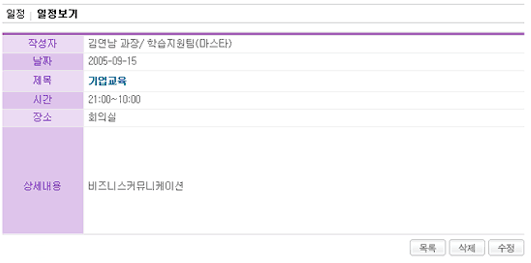 일정 | 일정보기
작성자 김연남 과장/ 학습지원팀(마스타)
날짜 2005-09-15
제목 기업교육
시간 21:00~10:00
장소 회의실
상세내용 비즈니스커뮤니케이션
목록 삭제 수정